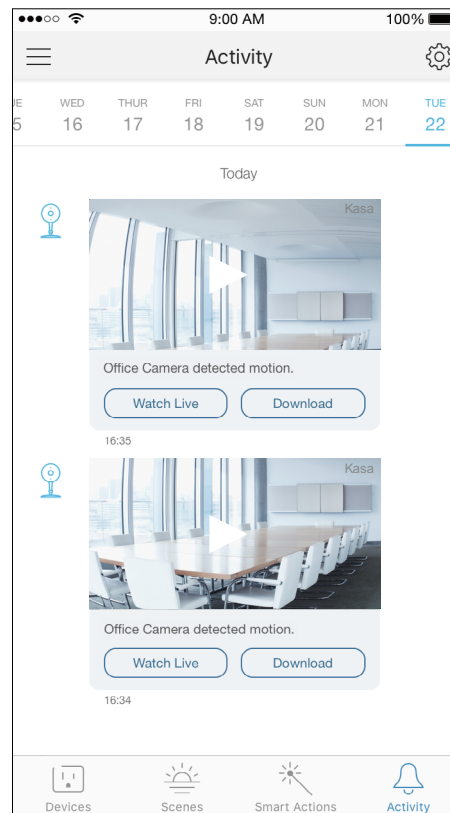 9:00 AM 100%
Activity
WED THUR FRI SAT SUN MON TUE
16 17 18 19 20 21 22
Today
Kasa
Office Camera detected motion.
Watch Live Download
16:35
Kasa
Office Camera detected motion.
Watch Live Download
16:34
Devices Scenes Smart Actions Activity